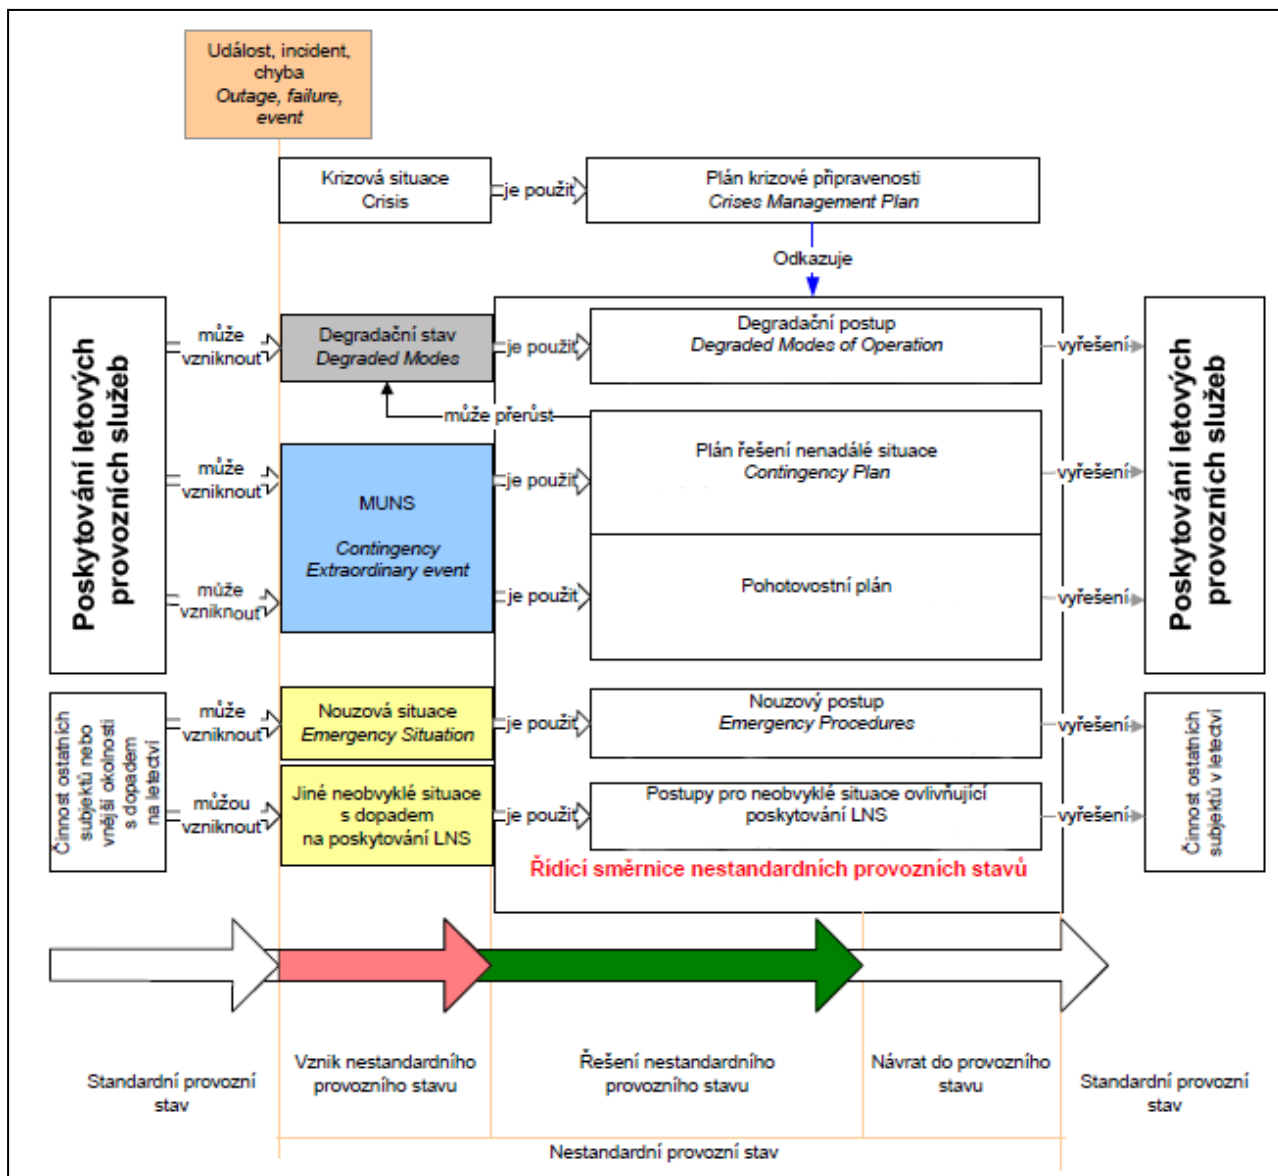 Událost, incident,
chyba
Outage, failure,
event
Krizová situace
Crisis
je použit
Plán krizové připravenosti
Crises Management Plan
Odkazuje
Poskytování letových
provozních služeb
může
vzniknout
Degradační stav
Degraded Modes
je použit
Degradační postup
Degraded Modes of Operation
vyřešení
Poskytování letových
provozních služeb
může přerůst
může
vzniknout
MUNS
Contingency
Extraordinary event
je použit
Plán řešení nenadálé situace
Contingency Plan
vyřešení
může
vzniknout
je použit
Pohotovostní plán
vyřešení
Činnost ostatních
subjektů nebo
vnější okolnosti
s dopadem
na letectví
může
vzniknout
Nouzová situace
Emergency Situation
je použit
Nouzový postup
Emergency Procedures
vyřešení
Činnost ostatních
subjektů v letectví
můžou
vzniknout
Jiné neobvyklé situace
s dopadem
na poskytování LNS
je použit
Postupy pro neobvyklé situace ovlivňující
poskytování LNS
vyřešení
Řídící směrnice nestandardních provozních stavů
Standardní provozní
stav
Vznik nestandardního
provozního stavu
Řešení nestandardního
provozního stavu
Návrat do provozního
stavu
Standardní provozní
stav
Nestandardní provozní stav